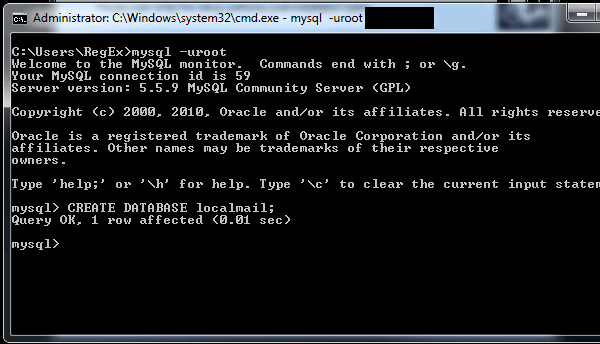 Administrator: C:\Windows\system32\cmd.exe - mysql -uroot
C:\Users\RegEx>mysql -uroot
Welcome to the MySQL monitor.  Commands end with ; or \g.
Your MySQL connection id is 59
Server version: 5.5.9 MySQL Community Server (GPL)
Copyright (c) 2000, 2010, Oracle and/or its affiliates. All rights reserve
Oracle is a registered trademark of Oracle Corporation and/or its
affiliates. Other names may be trademarks of their respective
owners.
Type 'help;' or '\h' for help. Type '\c' to clear the current input statem
mysql> CREATE DATABASE localmail;
Query OK, 1 row affected (0.01 sec)
mysql>